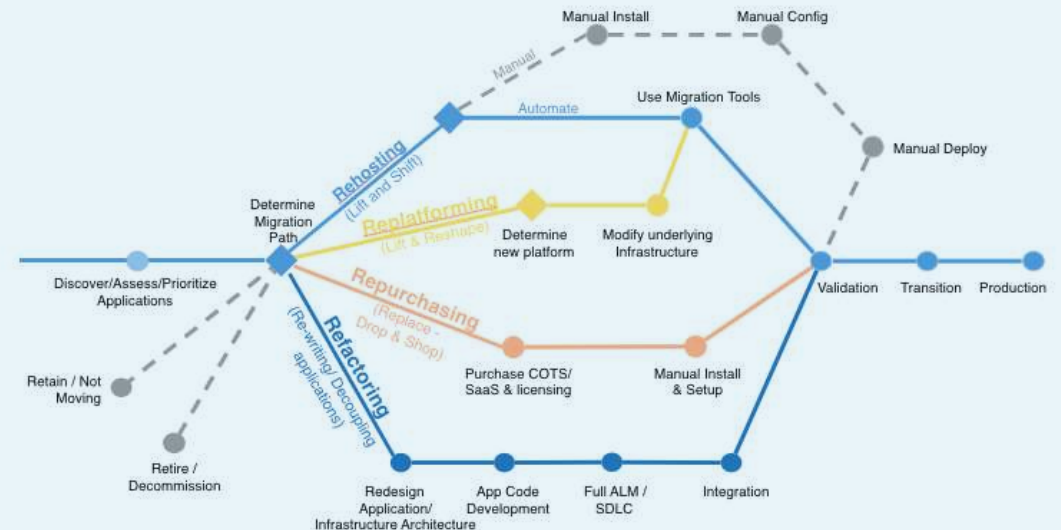 Manual Install
Manual Config
Manual
Automate
Use Migration Tools
Manual Deploy
Rehosting
(Lift and Shift)
Determine
Migration
Path
Replatforming
(Lift & Reshape)
Determine
new platform
Modify underlying
Infrastructure
Discover/Assess/Prioritize
Applications
Repurchasing
(Replace -
Drop & Shop)
Validation
Transition
Production
Purchase COTS/
SaaS & licensing
Manual Install
& Setup
Refactoring
(Re-writing/ Decoupling
applications)
Retain / Not
Moving
Retire /
Decommission
Redesign
Application/
Infrastructure Architecture
App Code
Development
Full ALM /
SDLC
Integration